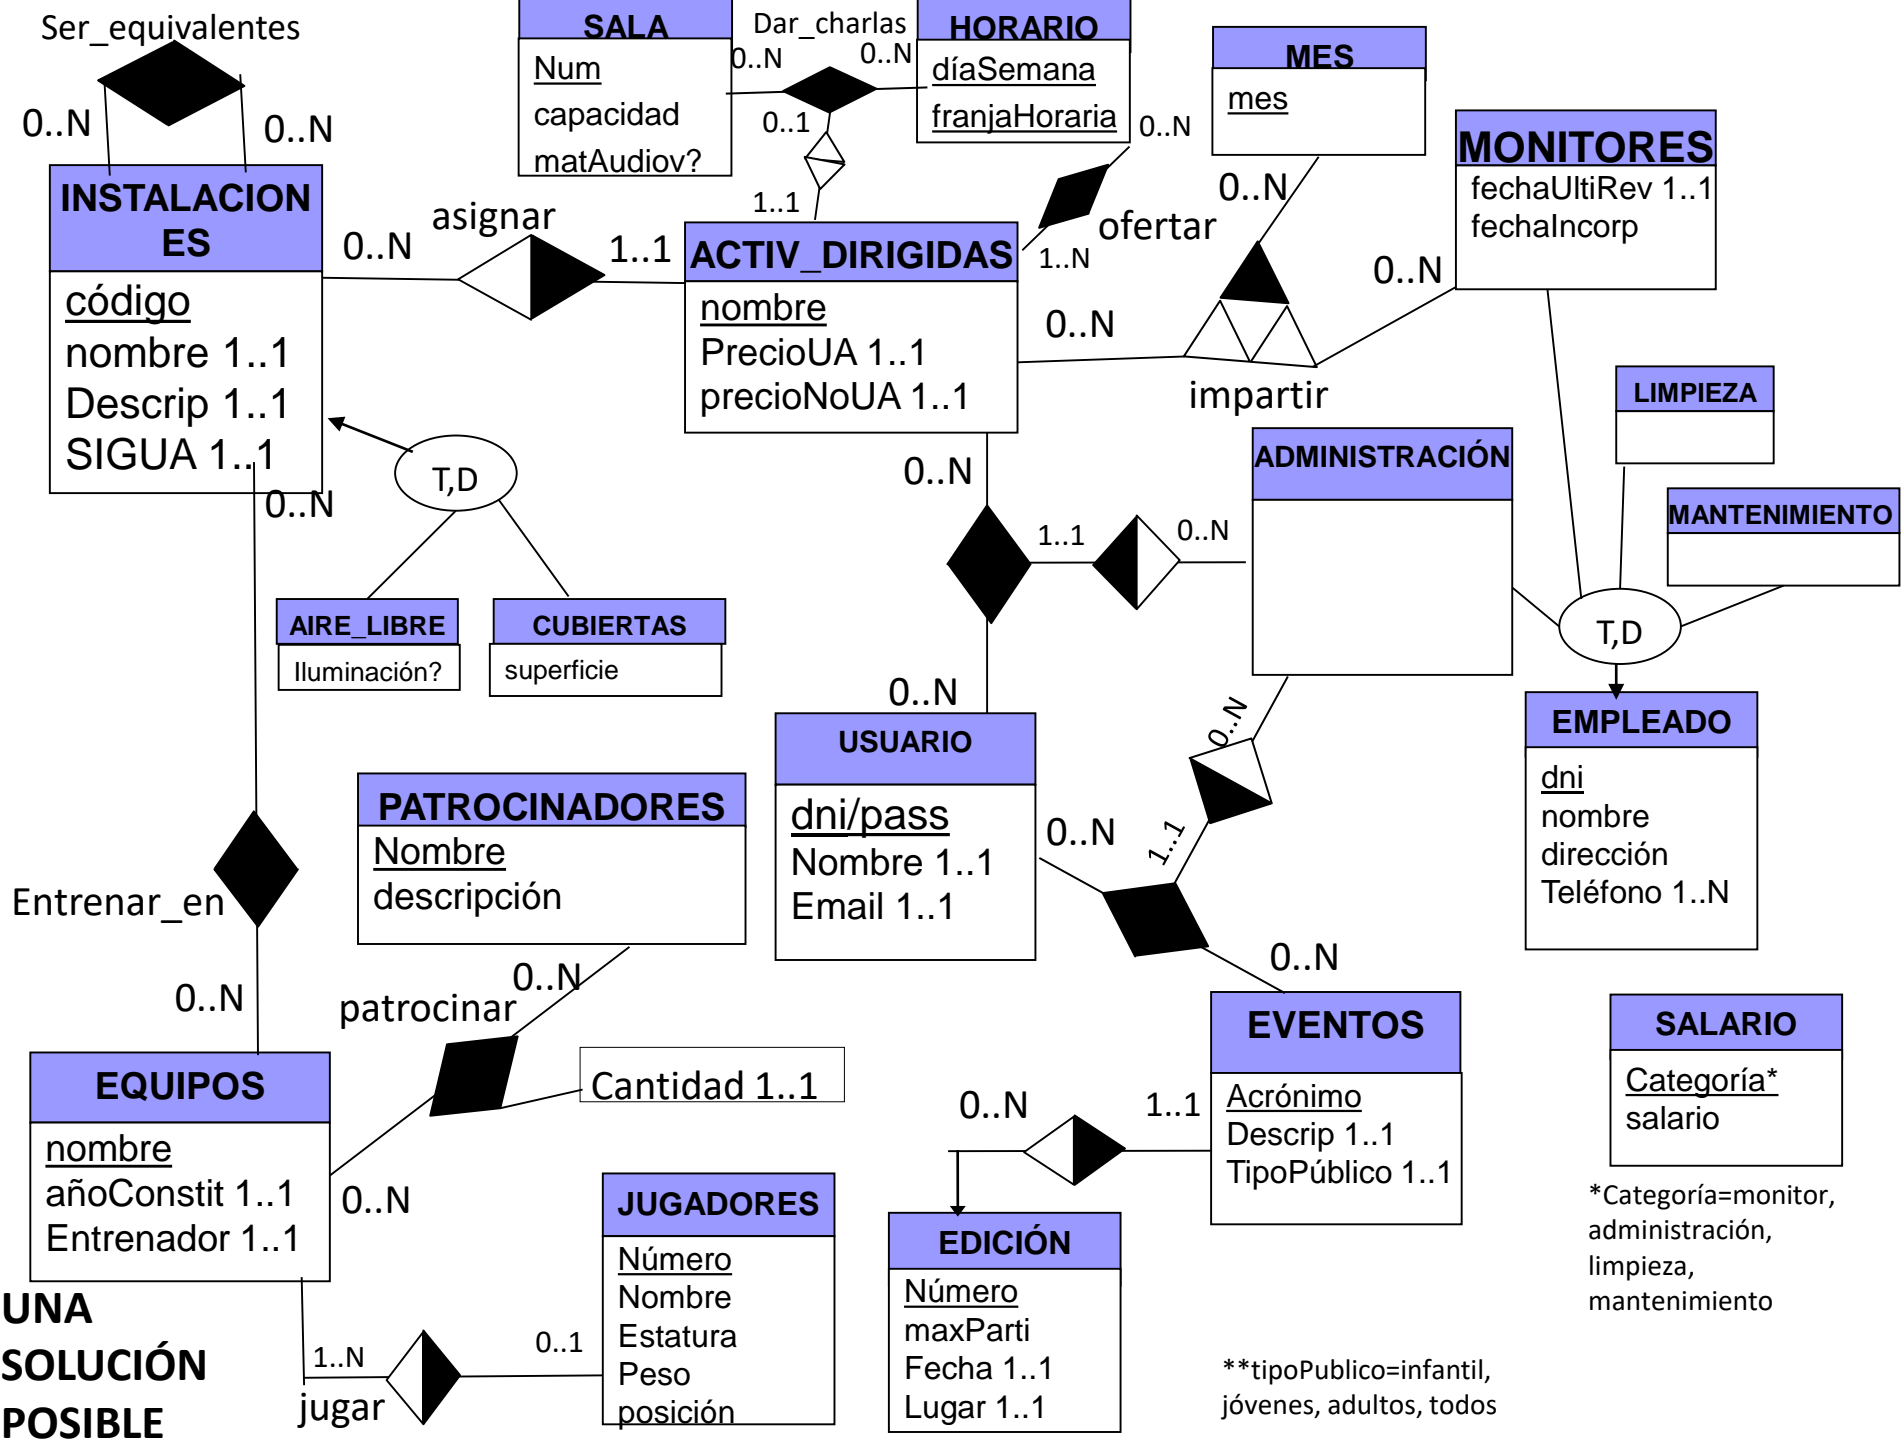 Ser_equivalentes
0..N
0..N
INSTALACION
ES
código
nombre 1..1
Descrip 1..1
SIGUA 1..1
0..N
asignar
1..1
0..N
T,D
AIRE_LIBRE
Iluminación?
CUBIERTAS
superficie
SALA
Num
capacidad
matAudiov?
Dar_charlas
0..N
0..N
0..1
1..1
HORARIO
díaSemana
franjaHoraria
0..N
ofertar
1..N
MES
mes
0..N
MONITORES
fechaUltiRev 1..1
fechaIncorp
0..N
0..N
impartir
ACTIV_DIRIGIDAS
nombre
PrecioUA 1..1
precioNoUA 1..1
0..N
1..1
0..N
0..N
ADMINISTRACIÓN
LIMPIEZA
MANTENIMIENTO
T,D
EMPLEADO
dni
nombre
dirección
Teléfono 1..N
USUARIO
dni/pass
Nombre 1..1
Email 1..1
0..N
0..N
1..1
0..N
PATROCINADORES
Nombre
descripción
0..N
patrocinar
Cantidad 1..1
0..N
Entrenar_en
0..N
EQUIPOS
nombre
añoConstit 1..1
Entrenador 1..1
1..N
jugar
0..1
JUGADORES
Número
Nombre
Estatura
Peso
posición
EVENTOS
Acrónimo
Descrip 1..1
TipoPúblico 1..1
0..N
1..1
EDICIÓN
Número
maxParti
Fecha 1..1
Lugar 1..1
SALARIO
Categoría*
salario
*Categoría=monitor,
administración,
limpieza,
mantenimiento
**tipoPublico=infantil,
jóvenes, adultos, todos
UNA
SOLUCIÓN
POSIBLE